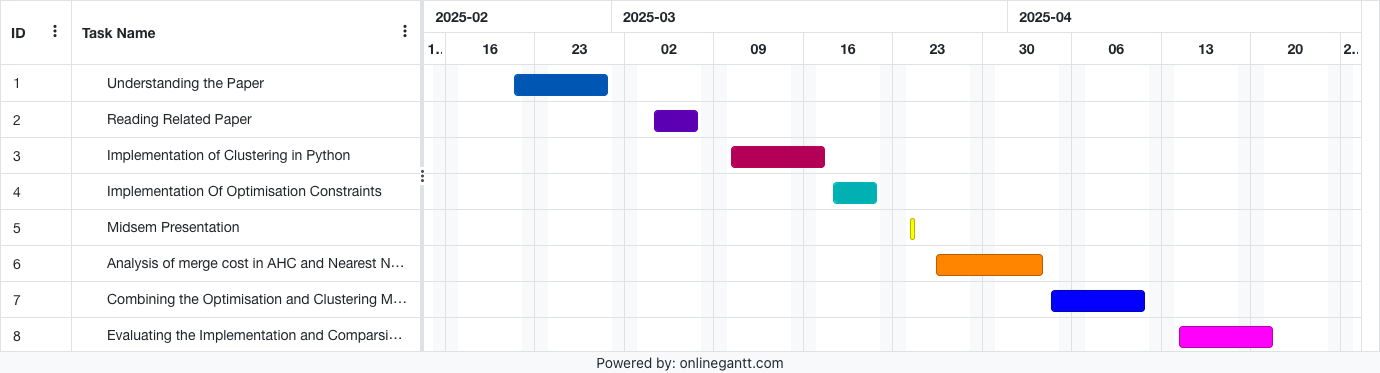 ID Task Name 2025-02 2025-03 2025-04
1.. 16 23 02 09 16 23 30 06 13 20 2..
1 Understanding the Paper
2 Reading Related Paper
3 Implementation of Clustering in Python
4 Implementation Of Optimisation Constraints
5 Midsem Presentation
6 Analysis of merge cost in AHC and Nearest N...
7 Combining the Optimisation and Clustering M...
8 Evaluating the Implementation and Comparsi...
Powered by: onlinegantt.com